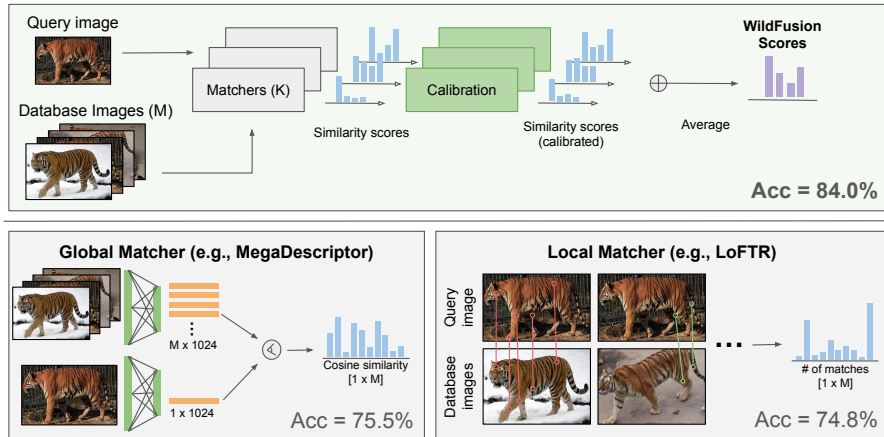 Query image
Database Images (M)
Matchers (K)
Similarity scores
Calibration
Similarity scores
(calibrated)
Average
WildFusion
Scores
Acc = 84.0%
Global Matcher (e.g., MegaDescriptor)
M x 1024
1 x 1024
Cosine similarity
[1 x M]
Acc = 75.5%
Local Matcher (e.g., LoFTR)
Query
image
Database
images
# of matches
[1 x M]
Acc = 74.8%